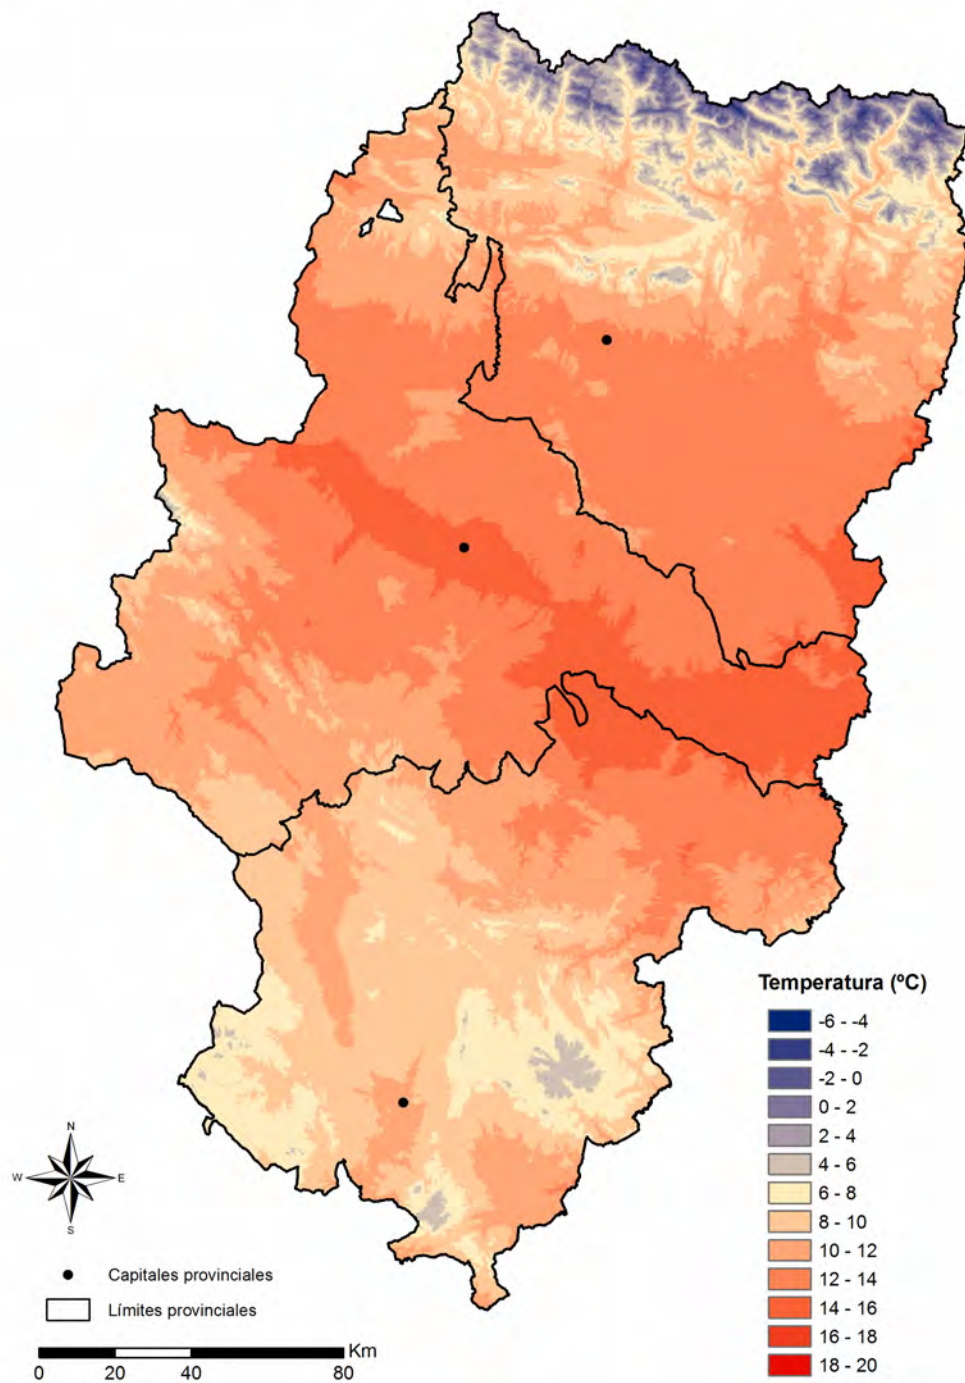 Temperatura (ºC)
-6 - -4
-4 - -2
-2 - 0
0 - 2
2 - 4
4 - 6
6 - 8
8 - 10
10 - 12
12 - 14
14 - 16
16 - 18
18 - 20
N
W
E
S
Capitales provinciales
Límites provinciales
Km
0 20 40 80